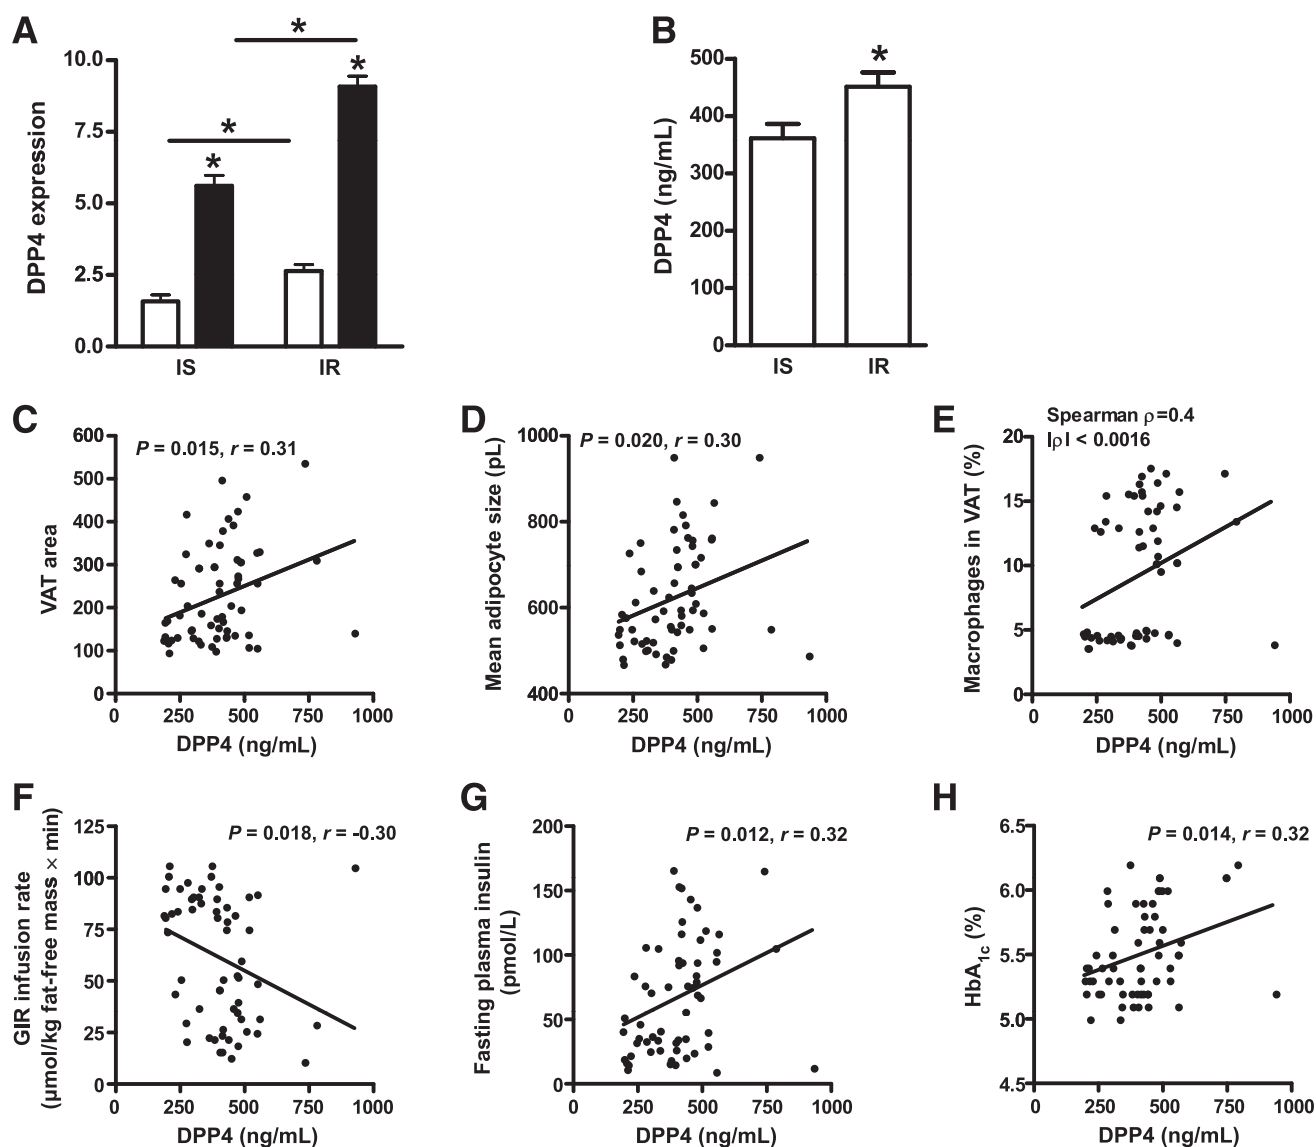 A
DPP4 expression
10.0
7.5
5.0
2.5
0.0
*
*
*
*
IS
IR
B
DPP4 (ng/mL)
500
400
300
200
100
0
*
IS
IR
C
P = 0.015, r = 0.31
VAT area
600
500
400
300
200
100
0
0
250
500
750
1000
DPP4 (ng/mL)
D
P = 0.020, r = 0.30
Mean adipocyte size (pL)
1000
800
600
400
0
250
500
750
1000
DPP4 (ng/mL)
E
Spearman ρ=0.4
IρI < 0.0016
Macrophages in VAT (%)
20
15
10
5
0
0
250
500
750
1000
DPP4 (ng/mL)
F
P = 0.018, r = -0.30
GIR infusion rate
(µmol/kg fat-free mass × min)
125
100
75
50
25
0
0
250
500
750
1000
DPP4 (ng/mL)
G
P = 0.012, r = 0.32
Fasting plasma insulin
(pmol/L)
200
150
100
50
0
0
250
500
750
1000
DPP4 (ng/mL)
H
P = 0.014, r = 0.32
HbA1c (%)
6.5
6.0
5.5
5.0
4.5
0
250
500
750
1000
DPP4 (ng/mL)